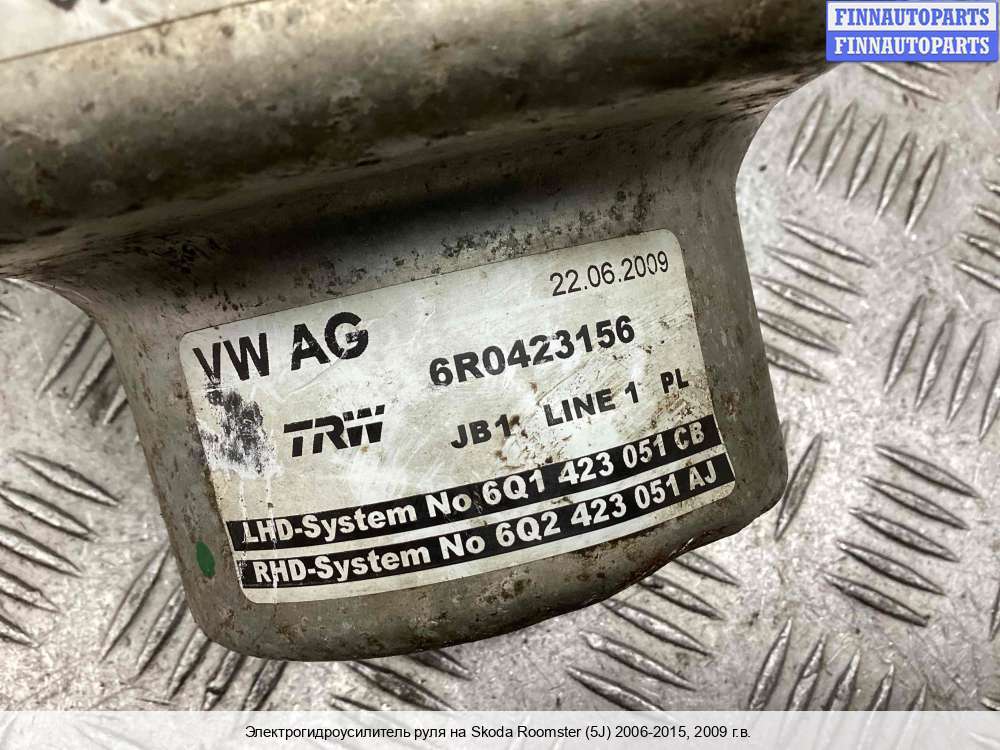 FINNAUTOPARTS
FINNAUTOPARTS
22.06.2009
VW AG
6R0423156
TRW JB1 LINE 1 PL
LHD-System No 6Q1 423 051 CB
RHD-System No 6Q2 423 051 AJ
Электрогидроусилитель руля на Skoda Roomster (5J) 2006-2015, 2009 г.в.